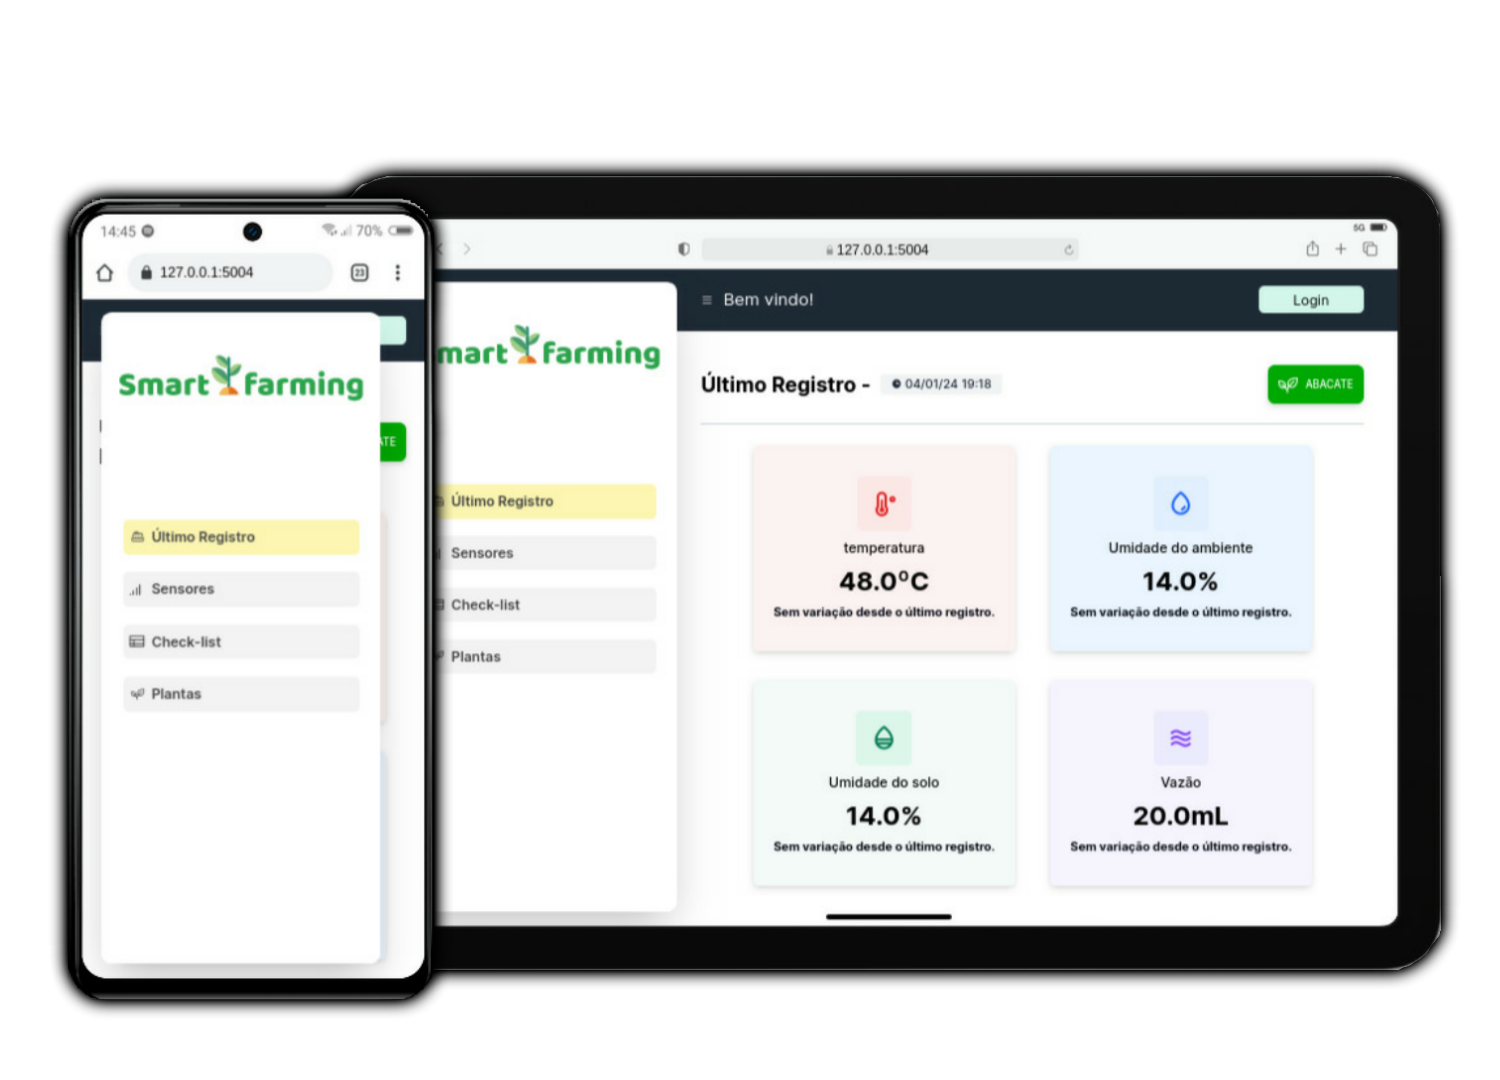 14:45
70%
127.0.0.1:5004
23
Smart farming
ATE
Último Registro
Sensores
Check-list
Plantas
5G
127.0.0.1:5004
mart farming
Último Registro
Sensores
Check-list
Plantas
Bem vindo!
Login
Último Registro -
04/01/24 19:18
ABACATE
temperatura
48.0ºC
Sem variação desde o último registro.
Umidade do ambiente
14.0%
Sem variação desde o último registro.
Umidade do solo
14.0%
Sem variação desde o último registro.
Vazão
20.0mL
Sem variação desde o último registro.